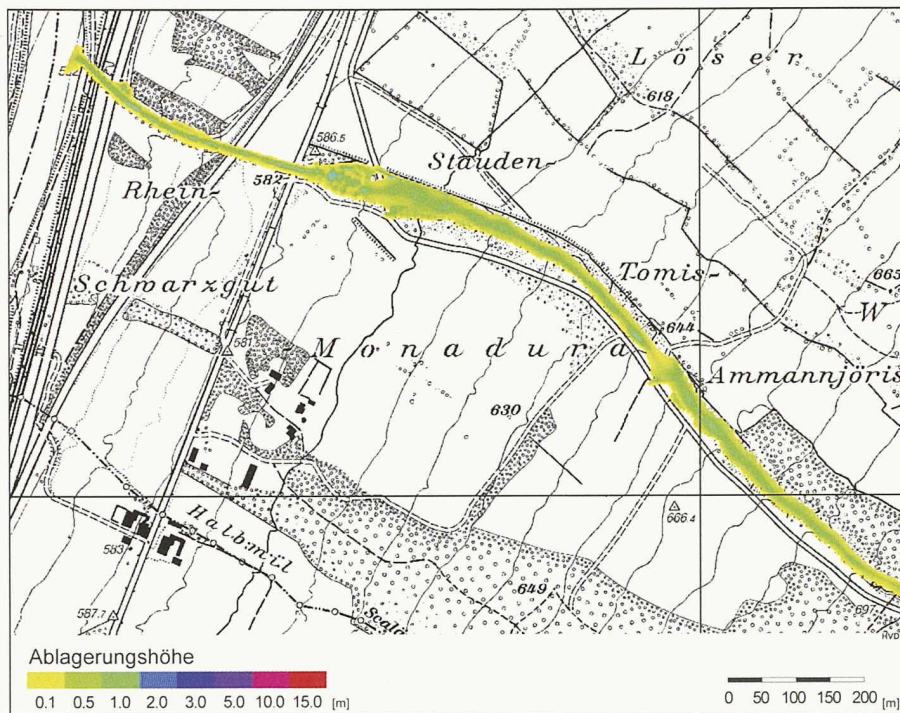 Löser
618
586.5
Stauden-
582
Rhein-
Schwarzgut
Tomis-
665
W
581
644
Monadura
Ammannjöris
630
666.4
Halbmül
583
649
587.7
697
Ablagerungshöhe
0.1 0.5 1.0 2.0 3.0 5.0 10.0 15.0 [m]
0 50 100 150 200 [m]